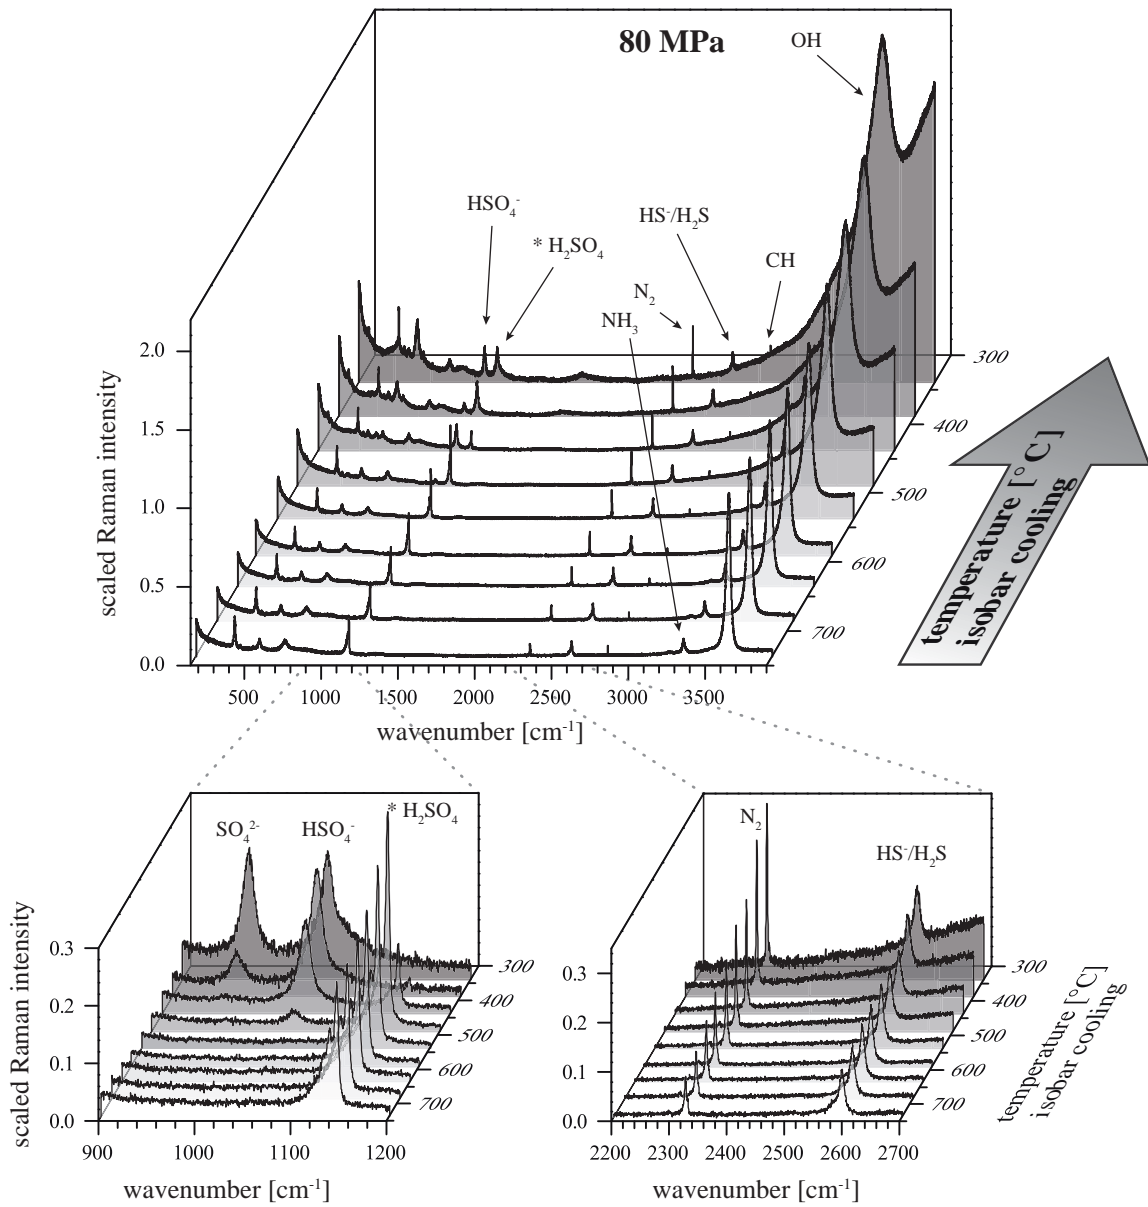 80 MPa
OH
HSO₄⁻
* H₂SO₄
HS⁻/H₂S
CH
N₂
NH₃
scaled Raman intensity
2.0
1.5
1.0
0.5
0.0
500 1000 1500 2000 2500 3000 3500
wavenumber [cm⁻¹]
300
400
500
600
700
temperature [°C]
isobar cooling
SO₄²⁻
HSO₄⁻
* H₂SO₄
scaled Raman intensity
0.3
0.2
0.1
0.0
900 1000 1100 1200
wavenumber [cm⁻¹]
300
400
500
600
700
N₂
HS⁻/H₂S
0.3
0.2
0.1
0.0
2200 2300 2400 2500 2600 2700
wavenumber [cm⁻¹]
300
400
500
600
700
temperature [°C]
isobar cooling